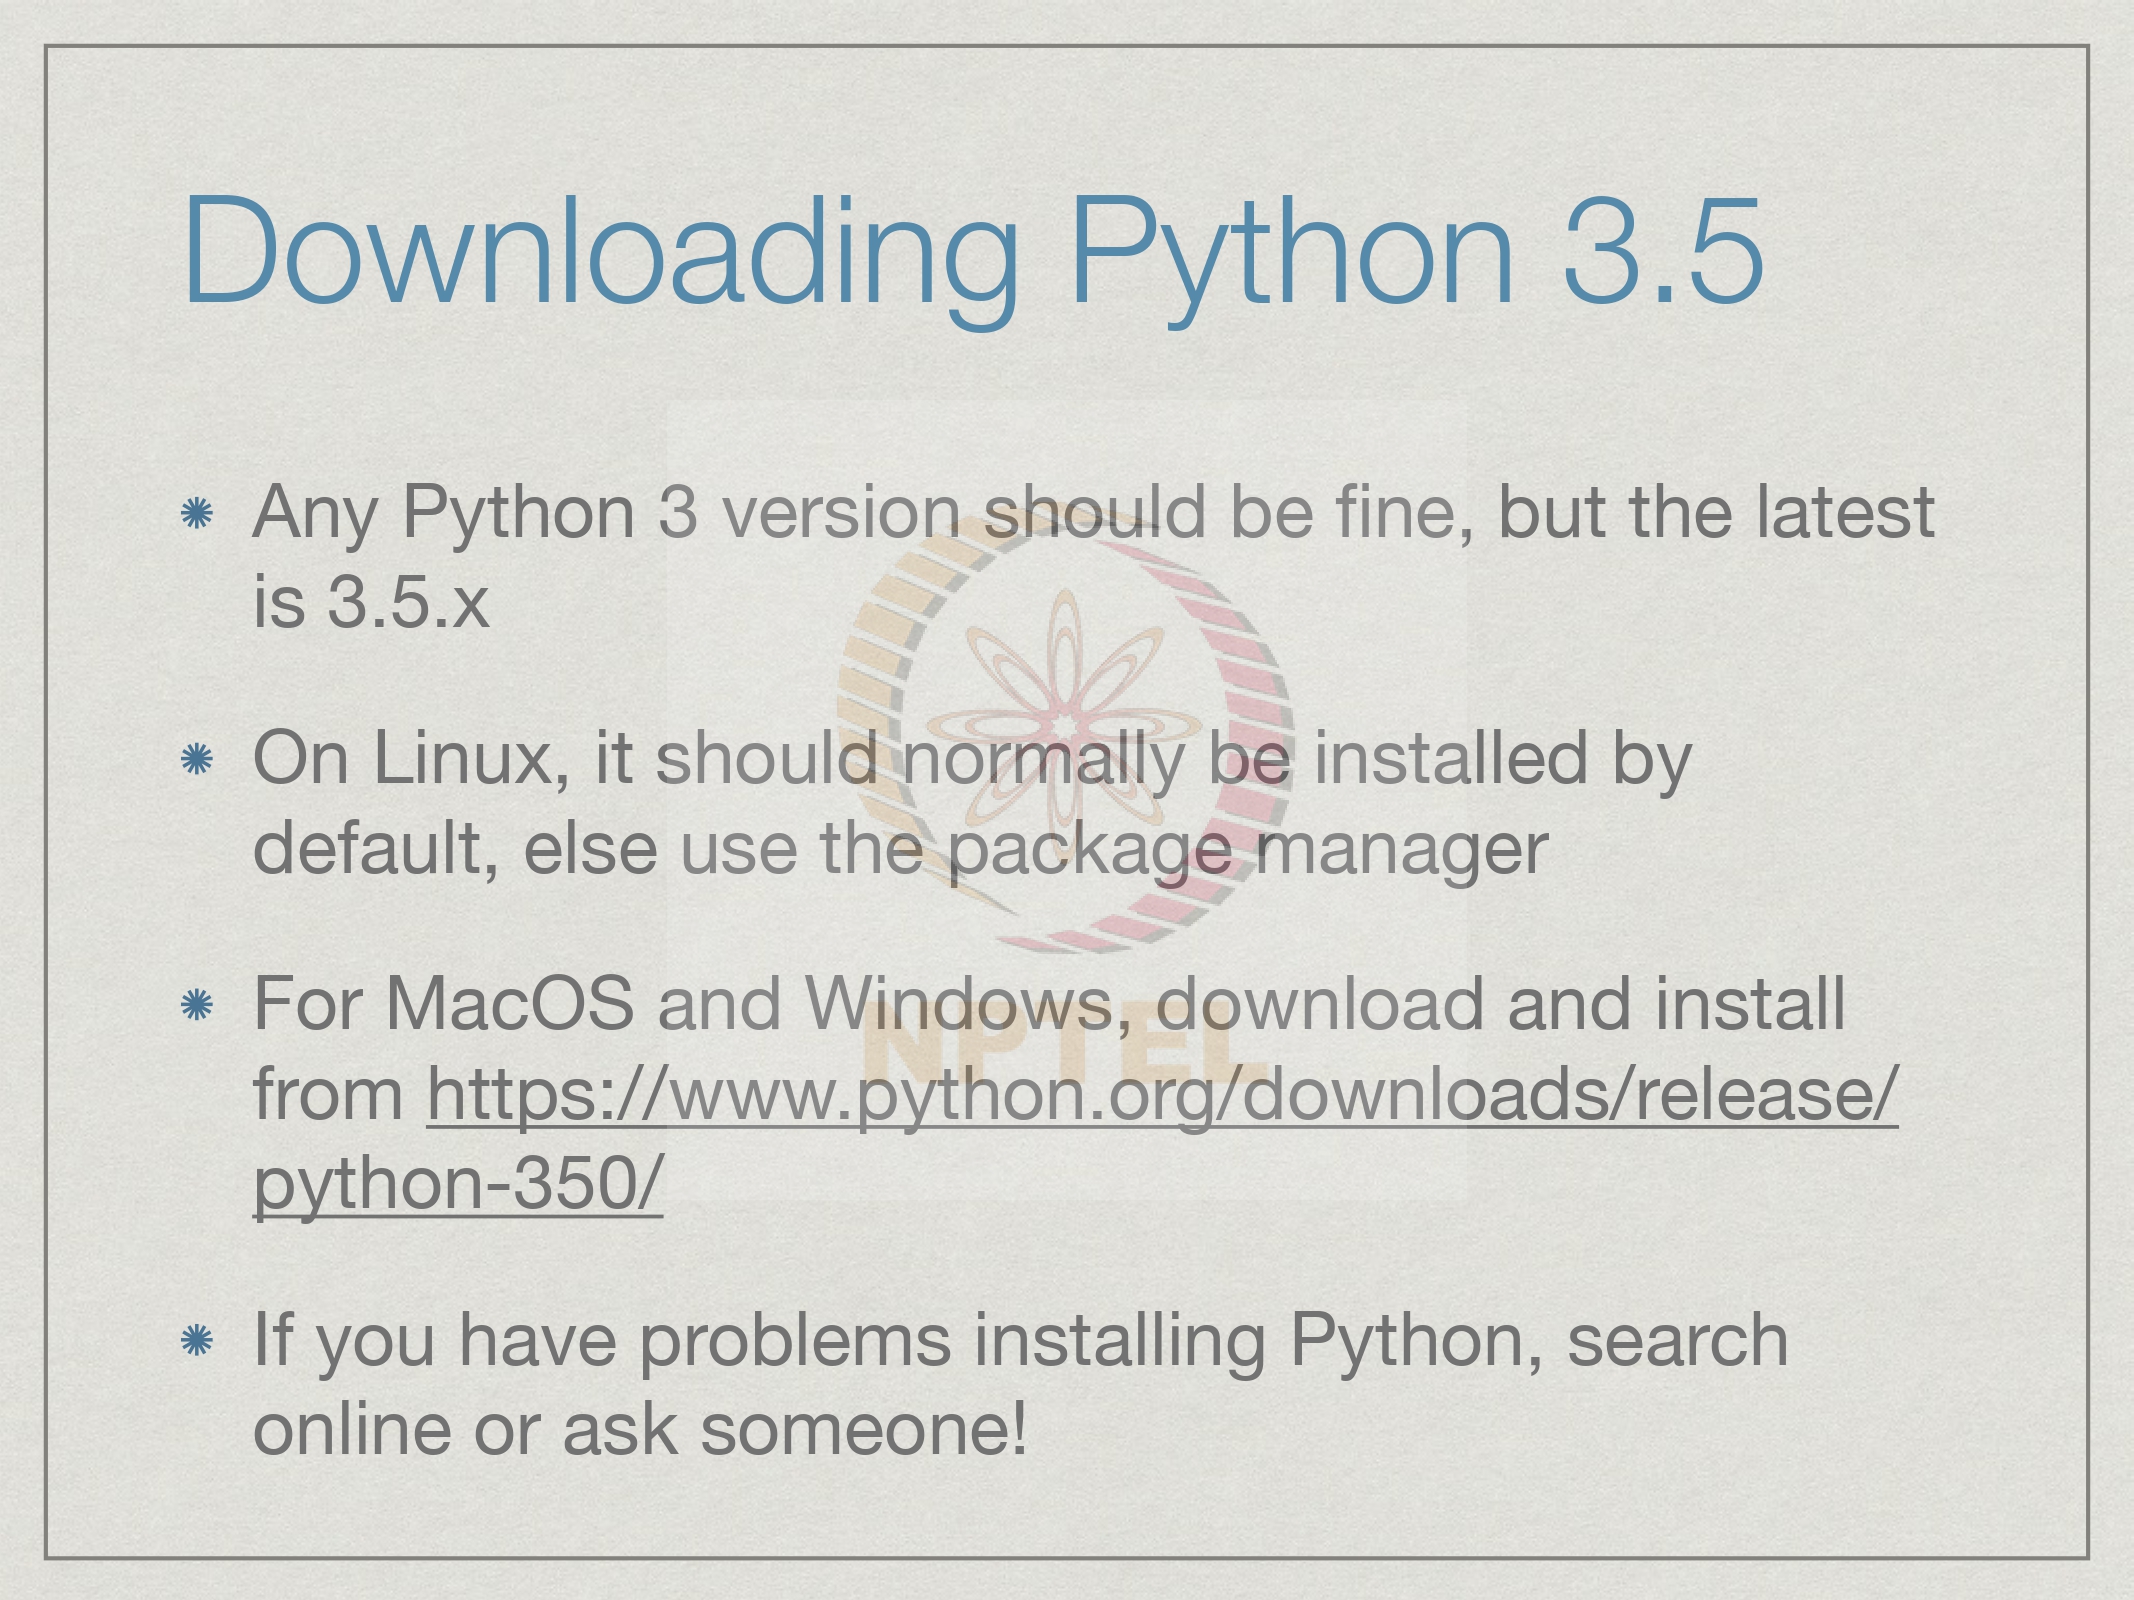 Downloading Python 3.5
Any Python 3 version should be fine, but the latest
is 3.5.x
On Linux, it should normally be installed by
default, else use the package manager
For MacOS and Windows, download and install
from https://www.python.org/downloads/release/
python-350/
If you have problems installing Python, search
online or ask someone!
NPTEL